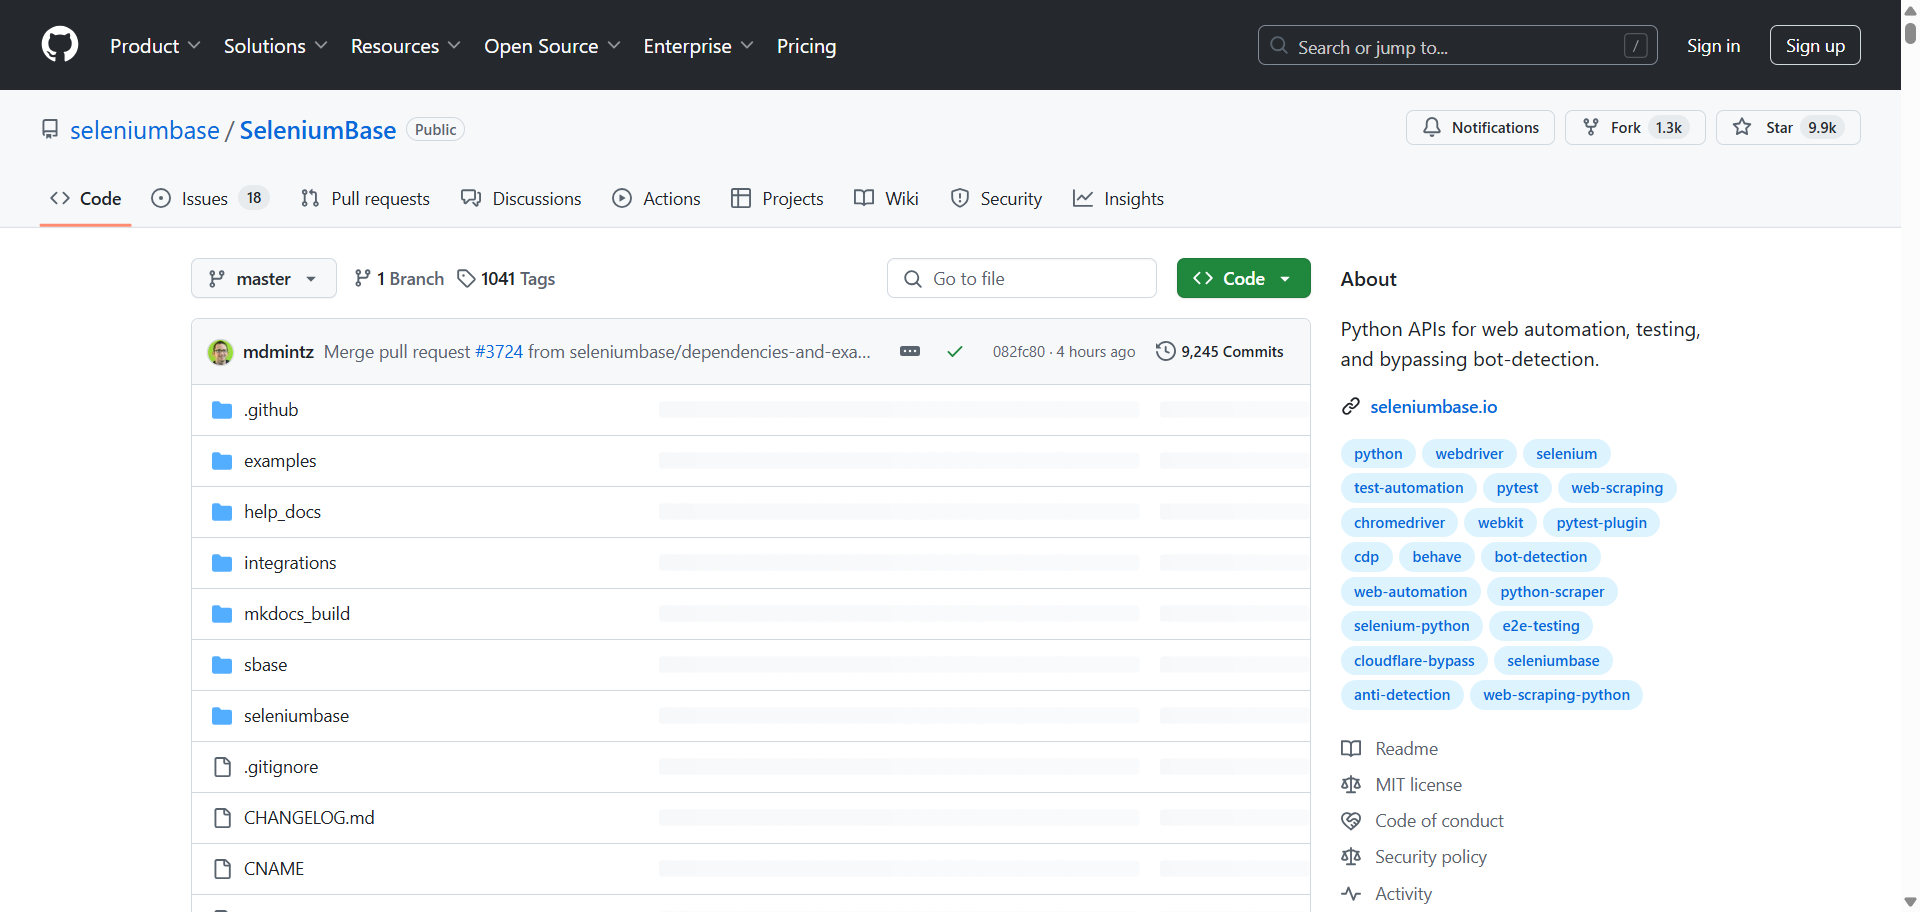 Product Solutions Resources Open Source Enterprise Pricing Search or jump to... / Sign in Sign up
seleniumbase / SeleniumBase Public Notifications Fork 1.3k Star 9.9k
Code Issues 18 Pull requests Discussions Actions Projects Wiki Security Insights
master 1 Branch 1041 Tags Go to file Code
mdmintz Merge pull request #3724 from seleniumbase/dependencies-and-exa... 082fc80 · 4 hours ago 9,245 Commits
.github
examples
help_docs
integrations
mkdocs_build
sbase
seleniumbase
.gitignore
CHANGELOG.md
CNAME
About
Python APIs for web automation, testing,
and bypassing bot-detection.
seleniumbase.io
python webdriver selenium
test-automation pytest web-scraping
chromedriver webkit pytest-plugin
cdp behave bot-detection
web-automation python-scraper
selenium-python e2e-testing
cloudflare-bypass seleniumbase
anti-detection web-scraping-python
Readme
MIT license
Code of conduct
Security policy
Activity